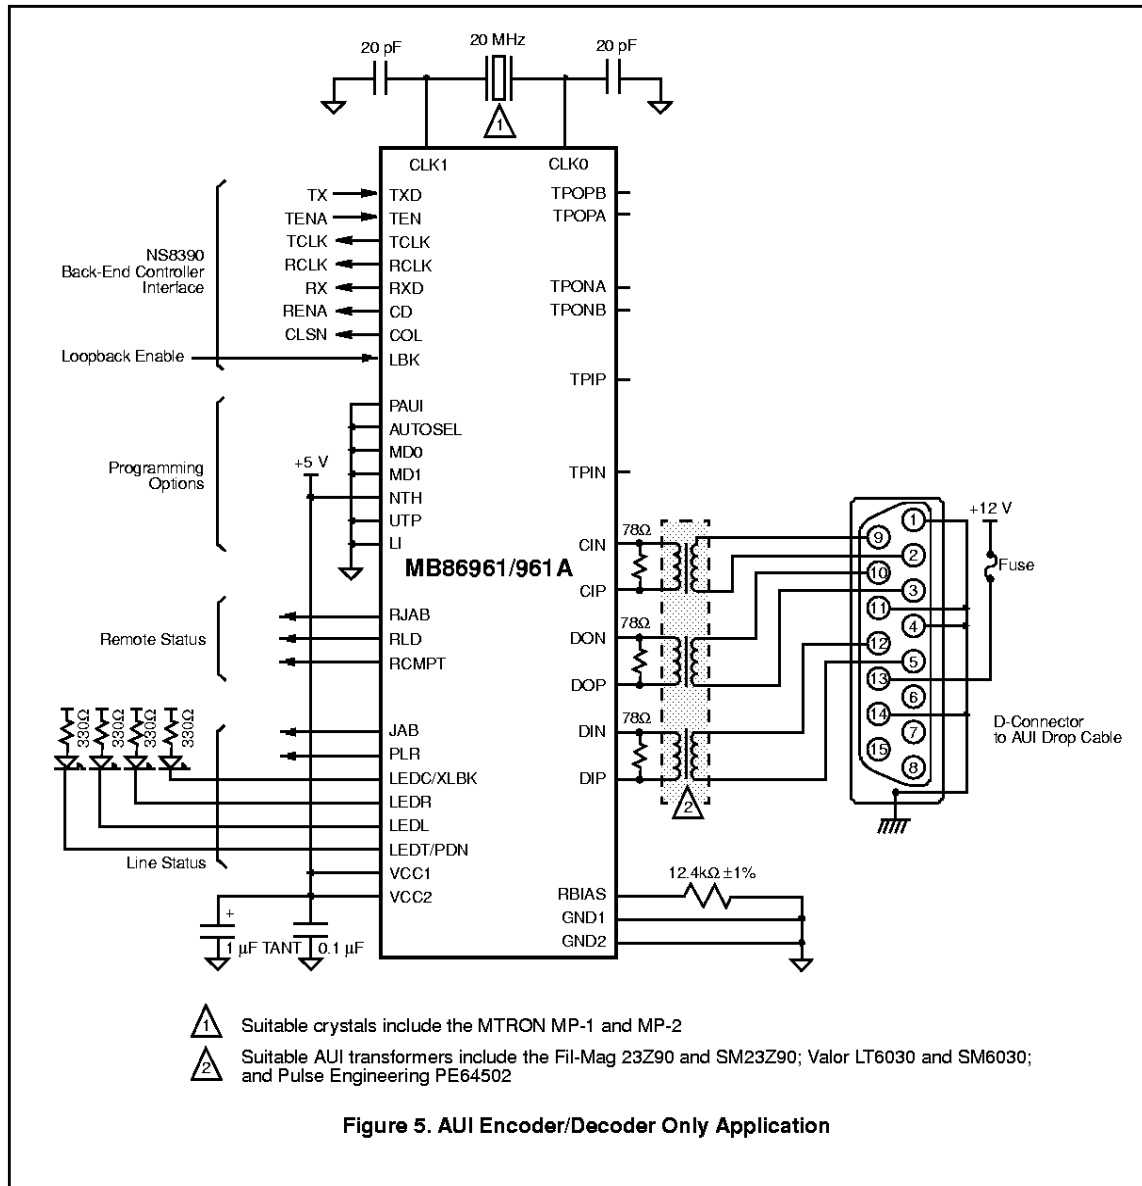 20 pF
20 MHz
20 pF
1
CLK1
CLK0
NS8390
Back-End Controller
Interface
TX
TENA
TCLK
RCLK
RX
RENA
CLSN
Loopback Enable
TXD
TEN
TCLK
RCLK
RXD
CD
COL
LBK
TPOPB
TPOPA
TPONA
TPONB
TPIP
TPIN
Programming
Options
+5 V
PAUI
AUTOSEL
MD0
MD1
NTH
UTP
LI
MB86961/961A
Remote Status
RJAB
RLD
RCMPT
330Ω
330Ω
330Ω
330Ω
Line Status
JAB
PLR
LEDC/XLBK
LEDR
LEDL
LEDT/PDN
VCC1
VCC2
+
1 µF TANT
0.1 µF
CIN
CIP
DON
DOP
DIN
DIP
78Ω
78Ω
78Ω
2
RBIAS
GND1
GND2
12.4kΩ ±1%
1
9
2
10
3
11
4
12
5
13
6
14
7
15
8
+12 V
Fuse
D-Connector
to AUI Drop Cable
1 Suitable crystals include the MTRON MP-1 and MP-2
2 Suitable AUI transformers include the Fil-Mag 23Z90 and SM23Z90; Valor LT6030 and SM6030;
and Pulse Engineering PE64502
Figure 5. AUI Encoder/Decoder Only Application